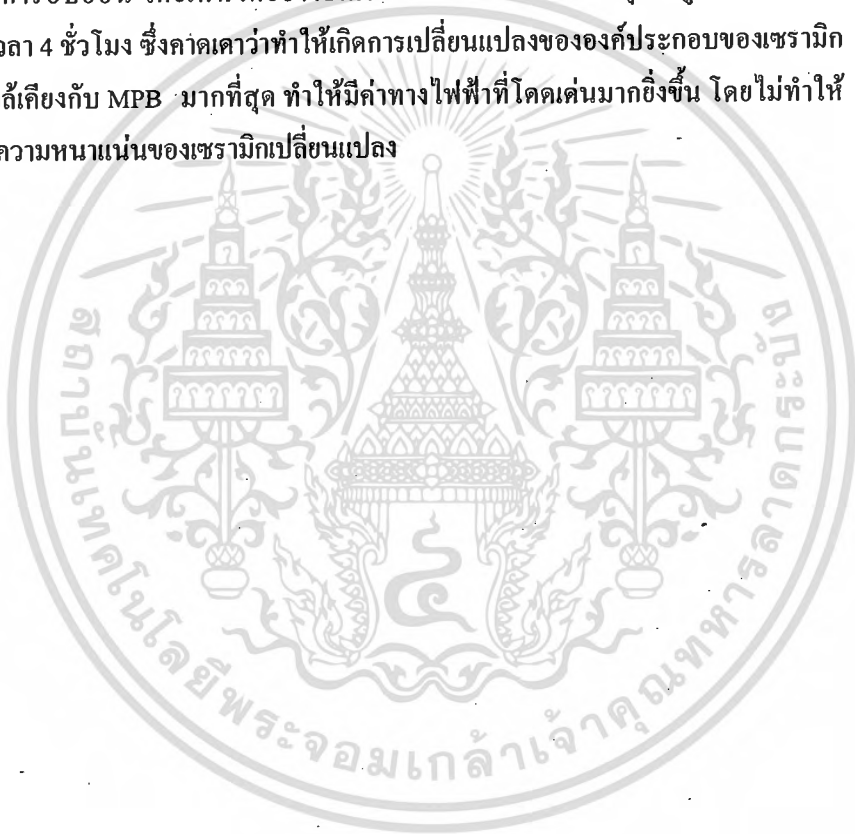 วลา 4 ชั่วโมง ซึ่งคาดเดาว่าทำให้เกิดการเปลี่ยนแปลงขององค์ประกอบของเซรามิก
ล้เคียงกับ MPB มากที่สุด ทำให้มีค่าทางไฟฟ้าที่โดดเด่นมากยิ่งขึ้น โดยไม่ทำให้
ความหนาแน่นของเซรามิกเปลี่ยนแปลง
สถาบันเทคโนโลยีพระจอมเกล้าเจ้าคุณทหารลาดกระบัง